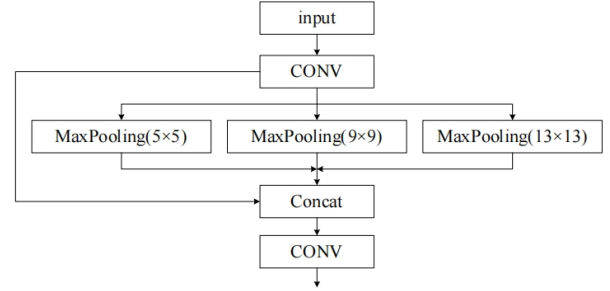 input
CONV
MaxPooling(5×5)
MaxPooling(9×9)
MaxPooling(13×13)
Concat
CONV